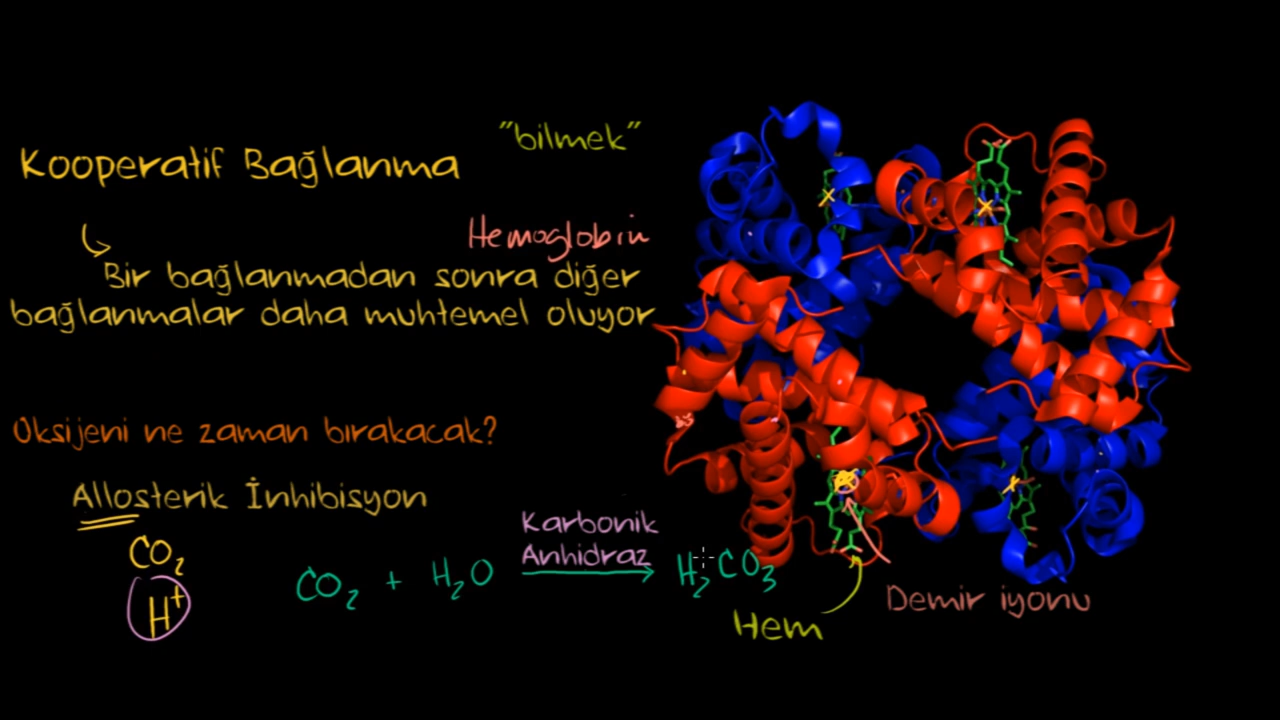 "bilmek"
Kooperatif Bağlanma
Hemoglobin
Bir bağlanmadan sonra diğer
bağlanmalar daha muhtemel oluyor
Oksijeni ne zaman bırakacak?
Allosterik İnhibisyon
CO₂
H⁺
Karbonik
Anhidraz
CO₂ + H₂O → H₂CO₃
Hem
Demir iyonu